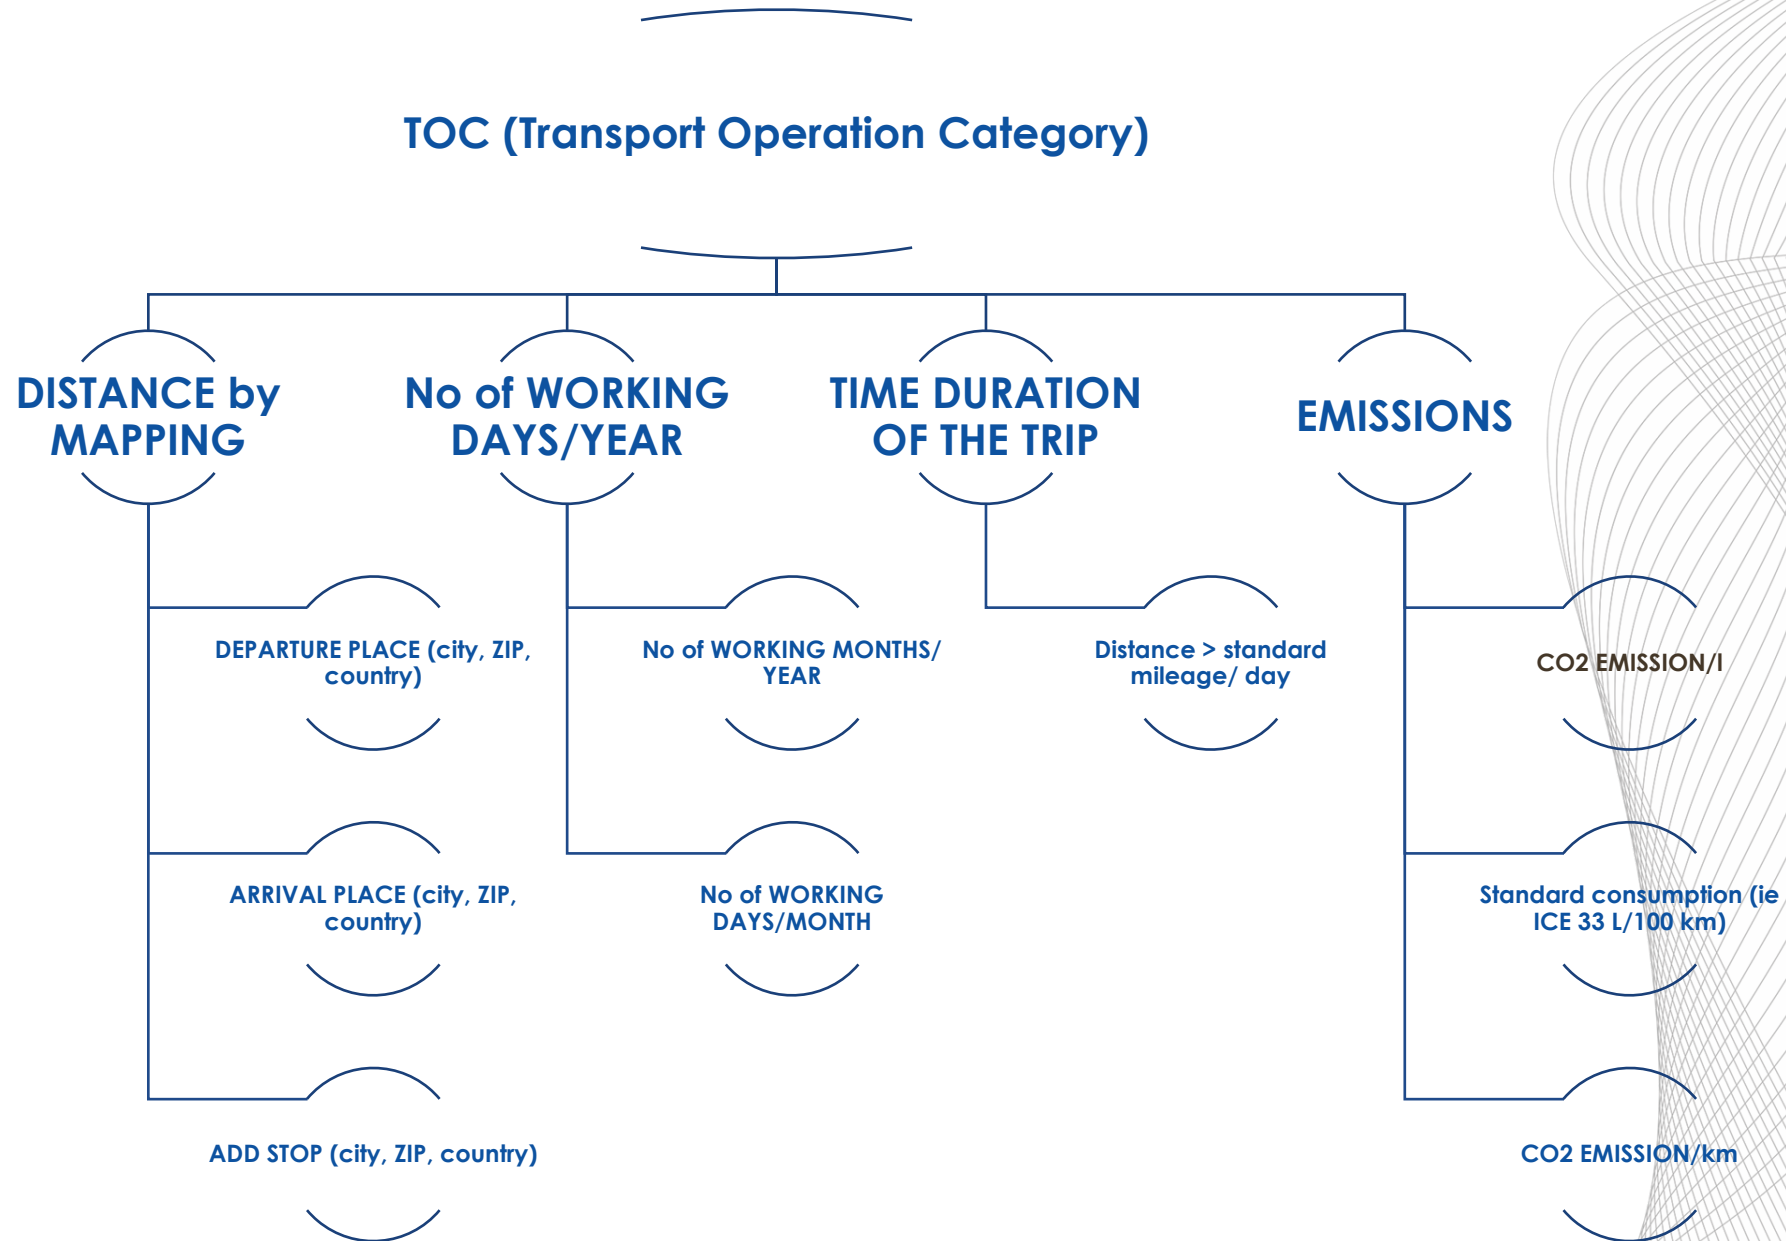 TOC (Transport Operation Category)
DISTANCE by
MAPPING
No of WORKING
DAYS/YEAR
TIME DURATION
OF THE TRIP
EMISSIONS
DEPARTURE PLACE (city, ZIP,
country)
No of WORKING MONTHS/
YEAR
Distance > standard
mileage/ day
CO2 EMISSION/l
ARRIVAL PLACE (city, ZIP,
country)
No of WORKING
DAYS/MONTH
Standard consumption (ie
ICE 33 L/100 km)
ADD STOP (city, ZIP, country)
CO2 EMISSION/km